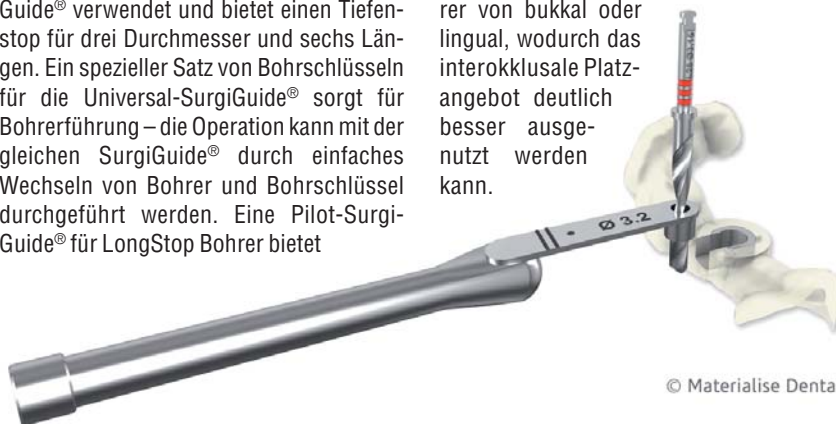 Guide® verwendet und bietet einen Tiefen-
stop für drei Durchmesser und sechs Län-
gen. Ein spezieller Satz von Bohrschlüsseln
für die Universal-SurgiGuide® sorgt für
Bohrerführung – die Operation kann mit der
gleichen SurgiGuide® durch einfaches
Wechseln von Bohrer und Bohrschlüssel
durchgeführt werden. Eine Pilot-Surgi-
Guide® für LongStop Bohrer bietet
rer von bukkal oder
lingual, wodurch das
interokklusale Platz-
angebot deutlich
besser ausge-
nutzt werden
kann.
Ø 3.2
© Materialise Denta